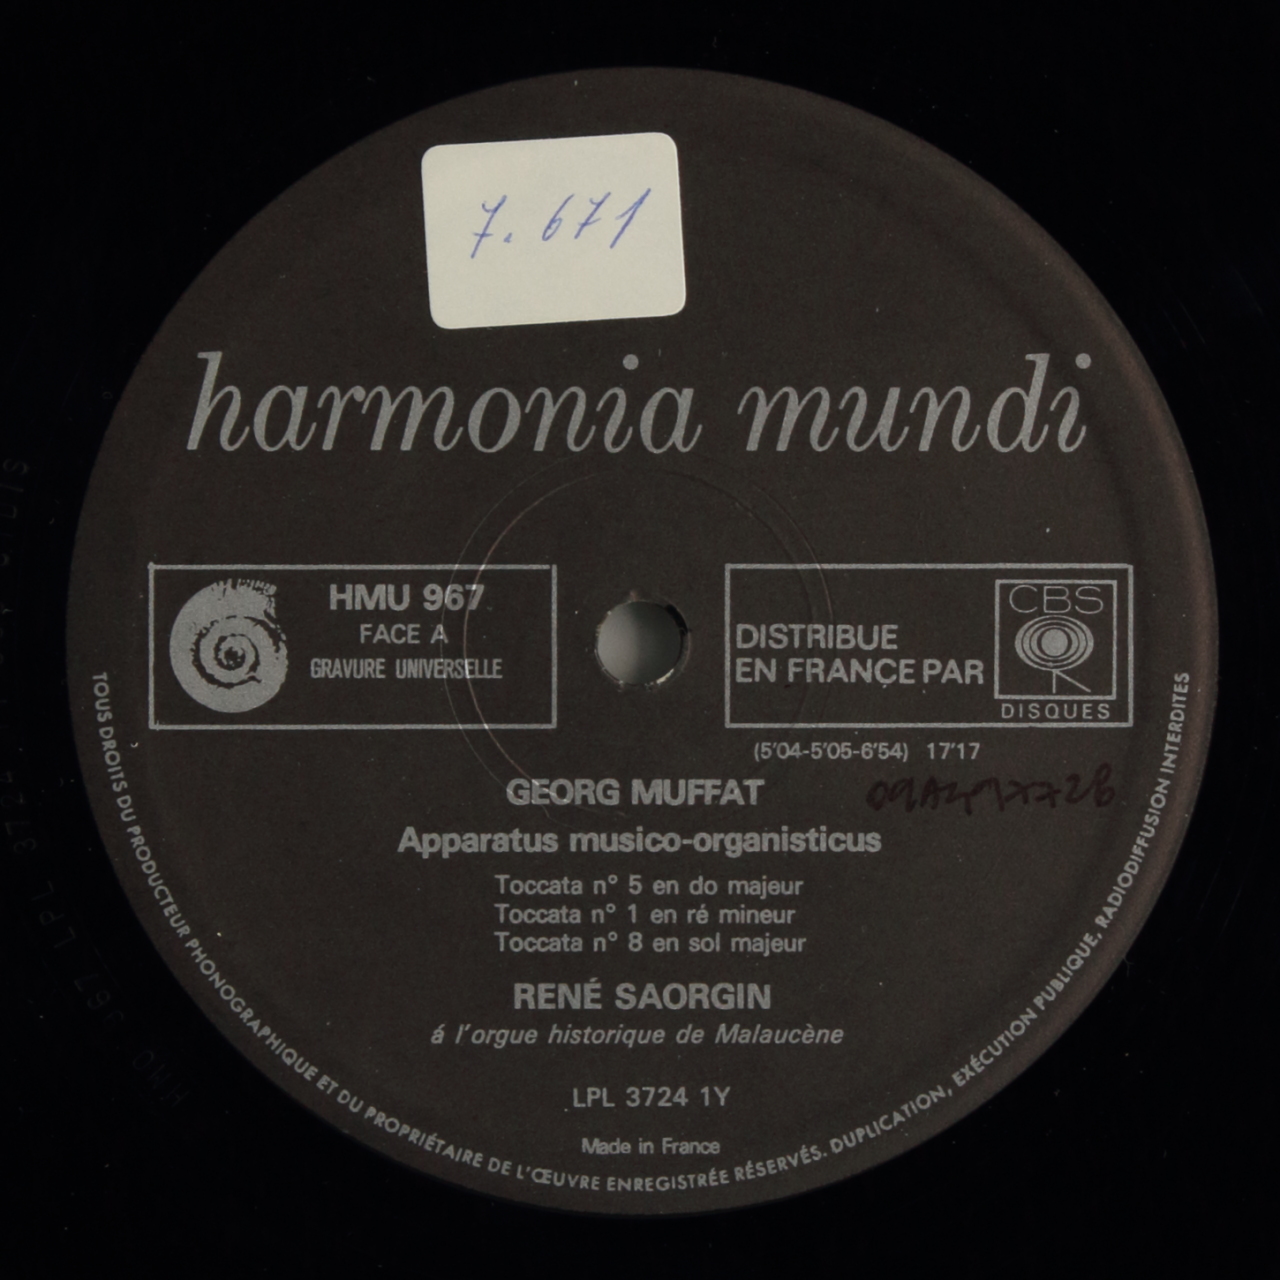 7.671
harmonia mundi
HMU 967
FACE A
GRAVURE UNIVERSELLE
DISTRIBUE
EN FRANCE PAR
CBS
DISQUES
(5'04-5'05-6'54) 17'17
GEORG MUFFAT
Apparatus musico-organisticus
Toccata n° 5 en do majeur
Toccata n° 1 en ré mineur
Toccata n° 8 en sol majeur
RENÉ SAORGIN
á l'orgue historique de Malaucène
LPL 3724 1Y
Made in France
TOUS DROITS DU PRODUCTEUR PHONOGRAPHIQUE ET DU PROPRIÉTAIRE DE L'ŒUVRE ENREGISTRÉE RÉSERVÉS. DUPLICATION, EXÉCUTION PUBLIQUE, RADIODIFFUSION INTERDITES